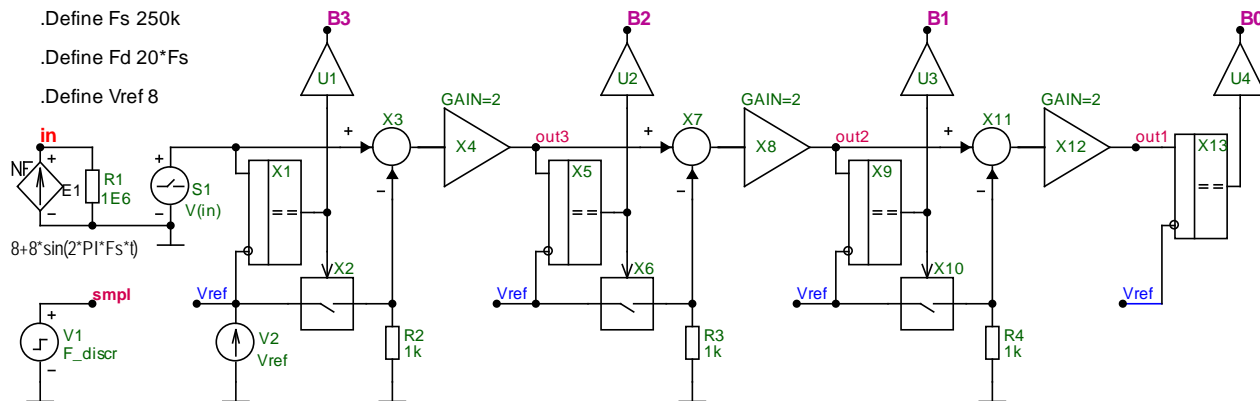 .Define Fs 250k
B3
B2
B1
B0
.Define Fd 20*Fs
U1
U2
U3
U4
.Define Vref 8
GAIN=2
GAIN=2
GAIN=2
in
+
X3
X4
out3
+
X7
X8
out2
+
X11
X12
out1
X13
NF
+
E1
−
R1
1E6
+
S1
V(in)
−
X1
==
−
X5
==
−
X9
==
−
==
8+8*sin(2*PI*Fs*t)
X2
X6
X10
smpl
Vref
Vref
Vref
Vref
+
V1
F_discr
−
V2
Vref
R2
1k
R3
1k
R4
1k